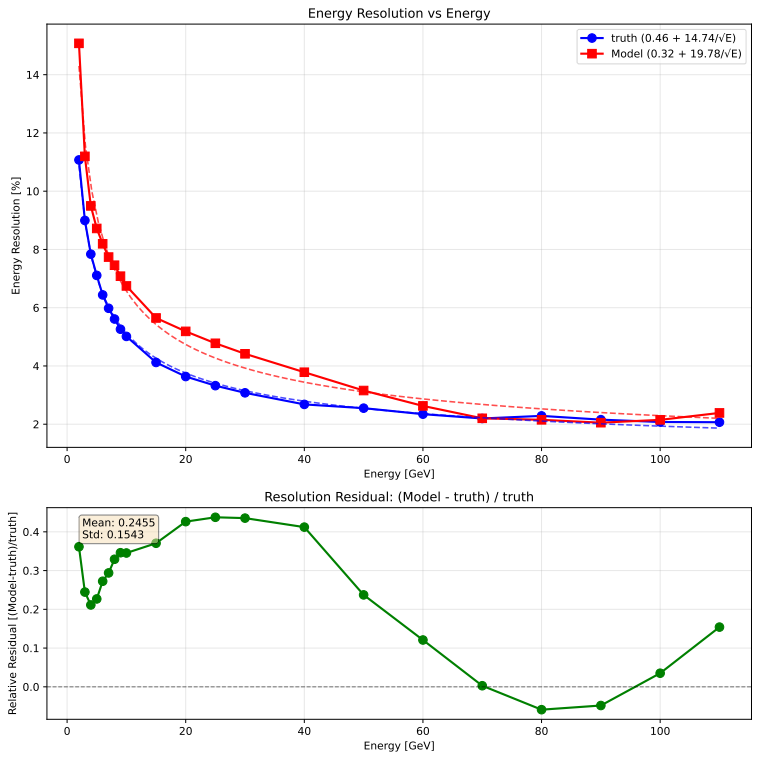 Energy Resolution vs Energy
truth (0.46 + 14.74/√E)
Model (0.32 + 19.78/√E)
Energy Resolution [%]
14
12
10
8
6
4
2
0
20
40
60
80
100
Energy [GeV]
Resolution Residual: (Model - truth) / truth
Mean: 0.2455
Std: 0.1543
Relative Residual [(Model-truth)/truth]
0.4
0.3
0.2
0.1
0.0
0
20
40
60
80
100
Energy [GeV]